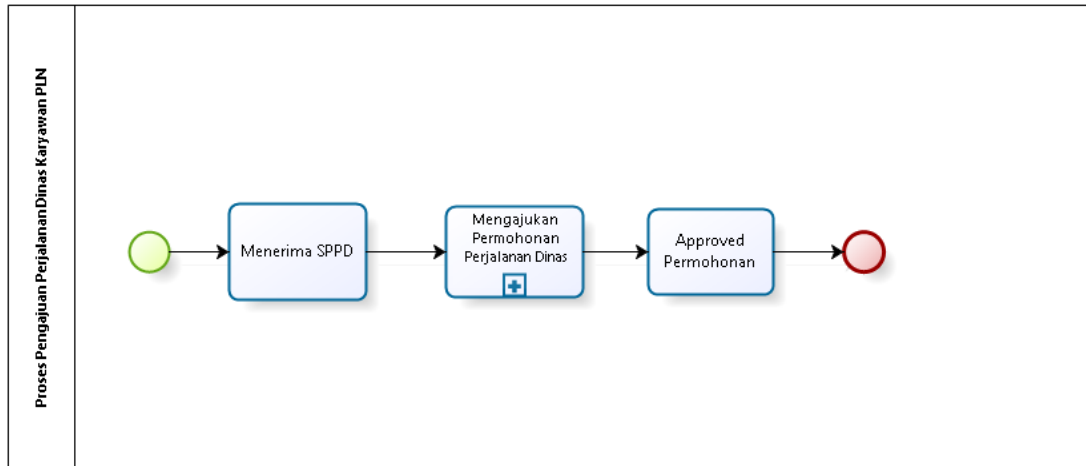 Proses Pengajuan Perjalanan Dinas Karyawan PLN
Menerima SPPD
Mengajukan
Permohonan
Perjalanan Dinas
Approved
Permohonan